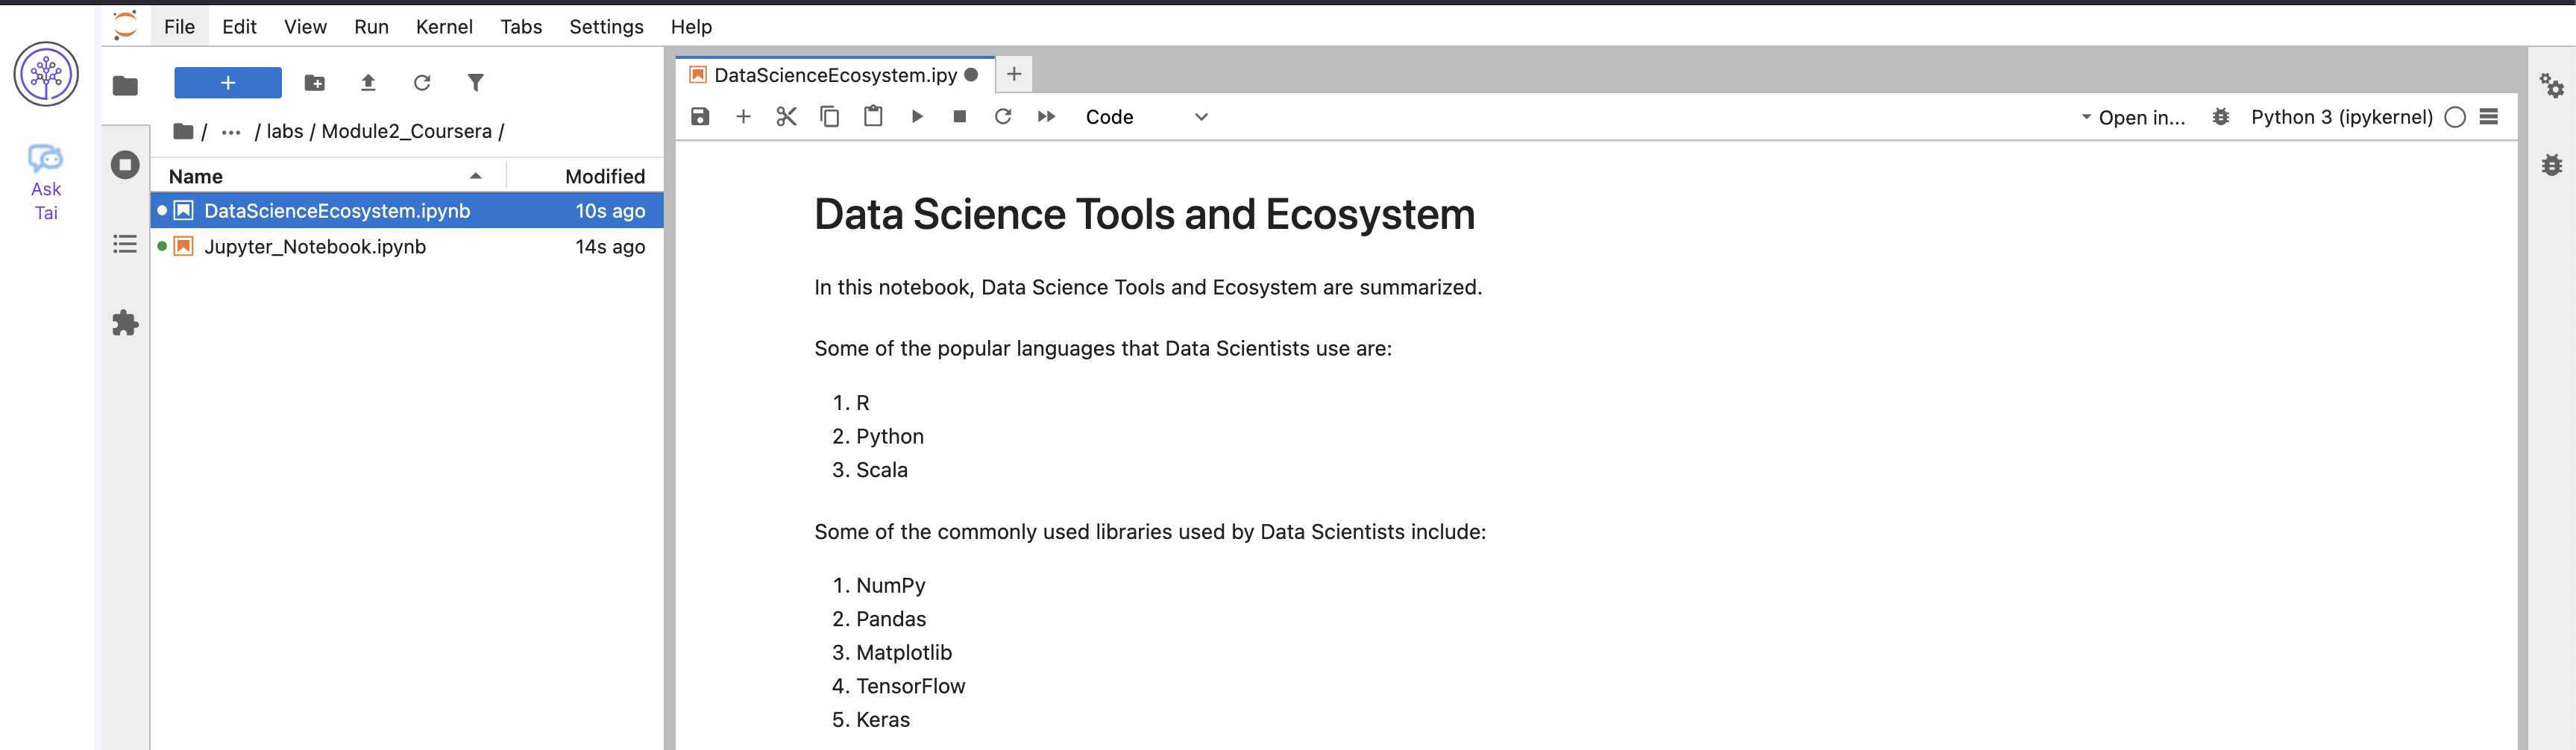 File Edit View Run Kernel Tabs Settings Help
Ask
Tai
+
/ ... / labs / Module2_Coursera /
Name Modified
DataScienceEcosystem.ipynb 10s ago
Jupyter_Notebook.ipynb 14s ago
DataScienceEcosystem.ipy
Code
Open in...
Python 3 (ipykernel)
Data Science Tools and Ecosystem
In this notebook, Data Science Tools and Ecosystem are summarized.
Some of the popular languages that Data Scientists use are:
1. R
2. Python
3. Scala
Some of the commonly used libraries used by Data Scientists include:
1. NumPy
2. Pandas
3. Matplotlib
4. TensorFlow
5. Keras